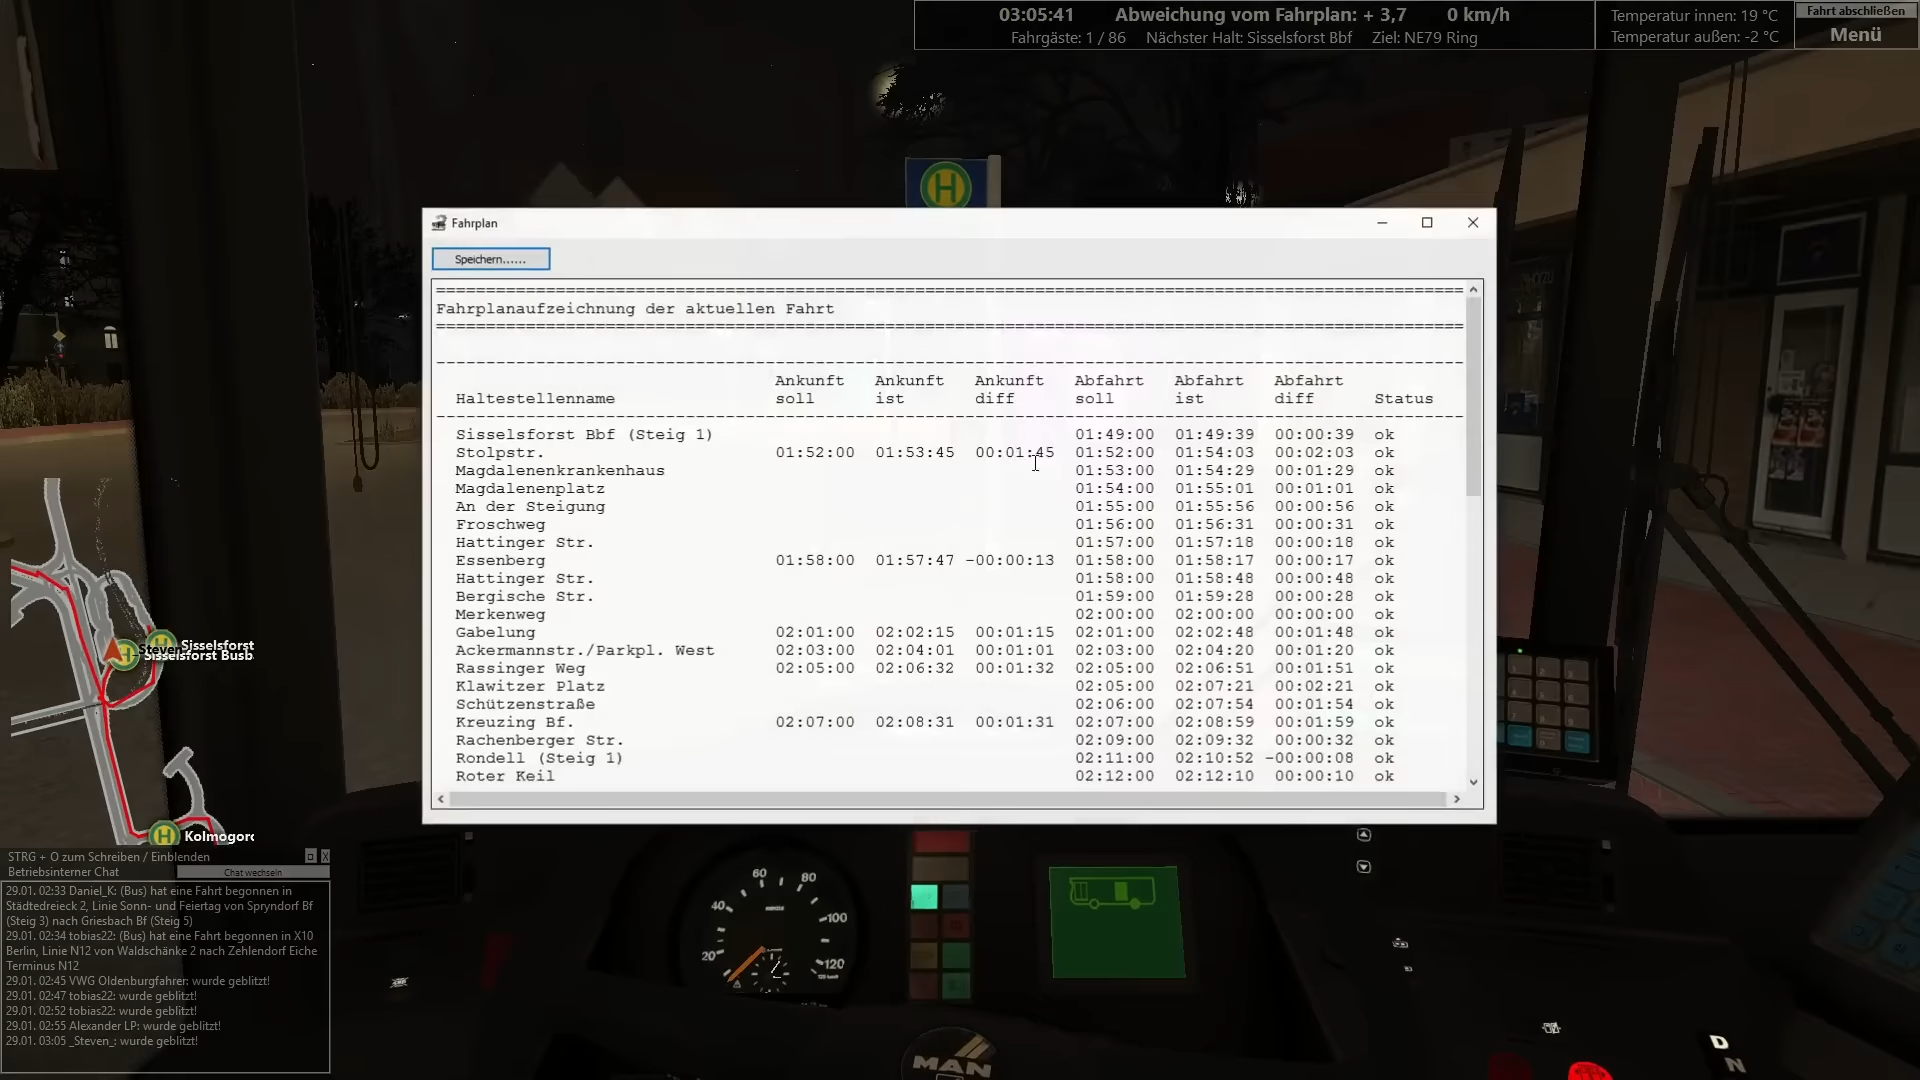 03:05:41 Abweichung vom Fahrplan: + 3,7 0 km/h
Fahrgäste: 1 / 86 Nächster Halt: Sisselsforst Bbf Ziel: NE79 Ring
Temperatur innen: 19 °C
Temperatur außen: -2 °C
Fahrt abschließen
Menü
H
Fahrplan
Speichern......
Fahrplanaufzeichnung der aktuellen Fahrt
Haltestellenname Ankunft soll Ankunft ist Ankunft diff Abfahrt soll Abfahrt ist Abfahrt diff Status
Sisselsforst Bbf (Steig 1) 01:49:00 01:49:39 00:00:39 ok
Stolpstr. 01:52:00 01:53:45 00:01:45 01:52:00 01:54:03 00:02:03 ok
Magdalenenkrankenhaus 01:53:00 01:54:29 00:01:29 ok
Magdalenenplatz 01:54:00 01:55:01 00:01:01 ok
An der Steigung 01:55:00 01:55:56 00:00:56 ok
Froschweg 01:56:00 01:56:31 00:00:31 ok
Hattinger Str. 01:57:00 01:57:18 00:00:18 ok
Essenberg 01:58:00 01:57:47 -00:00:13 01:58:00 01:58:17 00:00:17 ok
Hattinger Str. 01:58:00 01:58:48 00:00:48 ok
Bergische Str. 01:59:00 01:59:28 00:00:28 ok
Merkenweg 02:00:00 02:00:00 00:00:00 ok
Gabelung 02:01:00 02:02:15 00:01:15 02:01:00 02:02:48 00:01:48 ok
Ackermannstr./Parkpl. West 02:03:00 02:04:01 00:01:01 02:03:00 02:04:20 00:01:20 ok
Rassinger Weg 02:05:00 02:06:32 00:01:32 02:05:00 02:06:51 00:01:51 ok
Klawitzer Platz 02:05:00 02:07:21 00:02:21 ok
Schützenstraße 02:06:00 02:07:54 00:01:54 ok
Kreuzing Bf. 02:07:00 02:08:31 00:01:31 02:07:00 02:08:59 00:01:59 ok
Rachenberger Str. 02:09:00 02:09:32 00:00:32 ok
Rondell (Steig 1) 02:11:00 02:10:52 -00:00:08 ok
Roter Keil 02:12:00 02:12:10 00:00:10 ok
H Sisselsforst
H Steven Sisselsforst Busb
H Kolmogoro
STRG + O zum Schreiben / Einblenden
Betriebsinterner Chat
Chat wechseln
29.01. 02:33 Daniel_K: (Bus) hat eine Fahrt begonnen in
Städtedreieck 2, Linie Sonn- und Feiertag von Spryndorf Bf
(Steig 3) nach Griesbach Bf (Steig 5)
29.01. 02:34 tobias22: (Bus) hat eine Fahrt begonnen in X10
Berlin, Linie N12 von Waldschänke 2 nach Zehlendorf Eiche
Terminus N12
29.01. 02:45 VWG Oldenburgfahrer: wurde geblitzt!
29.01. 02:47 tobias22: wurde geblitzt!
29.01. 02:52 tobias22: wurde geblitzt!
29.01. 02:55 Alexander LP: wurde geblitzt!
29.01. 03:05 _Steven_: wurde geblitzt!
20 40 60 80 100 120
MAN
D
N